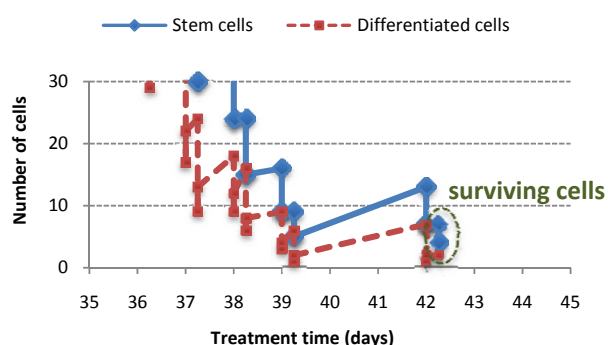 Stem cells Differentiated cells
Number of cells
30
20
10
0
surviving cells
35 36 37 38 39 40 41 42 43 44 45
Treatment time (days)